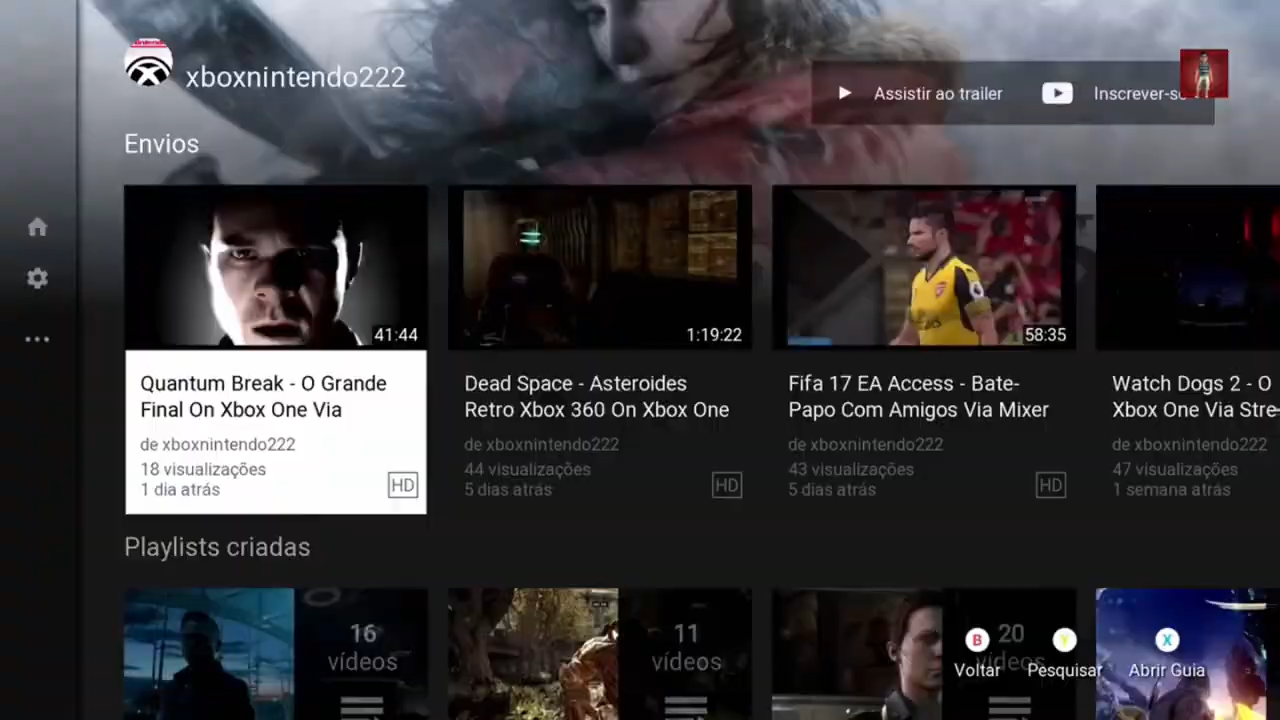 xboxnintendo222
Assistir ao trailer
Inscrever-se
Envios
41:44
1:19:22
58:35
Quantum Break - O Grande
Final On Xbox One Via
de xboxnintendo222
18 visualizações
1 dia atrás
HD
Dead Space - Asteroides
Retro Xbox 360 On Xbox One
de xboxnintendo222
44 visualizações
5 dias atrás
HD
Fifa 17 EA Access - Bate-
Papo Com Amigos Via Mixer
de xboxnintendo222
43 visualizações
5 dias atrás
HD
Watch Dogs 2 - O
Xbox One Via Stre
de xboxnintendo222
47 visualizações
1 semana atrás
Playlists criadas
16
vídeos
11
vídeos
20
vídeos
B
Voltar
Y
Pesquisar
X
Abrir Guia